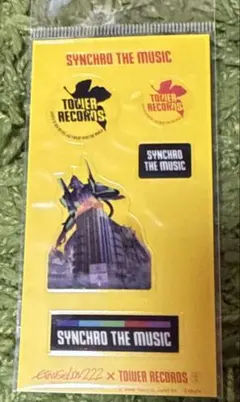 SYNCHRO THE MUSIC
TOWER
RECORDS
TOWER
RECORDS
SYNCHRO
THE MUSIC
SYNCHRO THE MUSIC
EVANGELION 2.22 × TOWER RECORDS